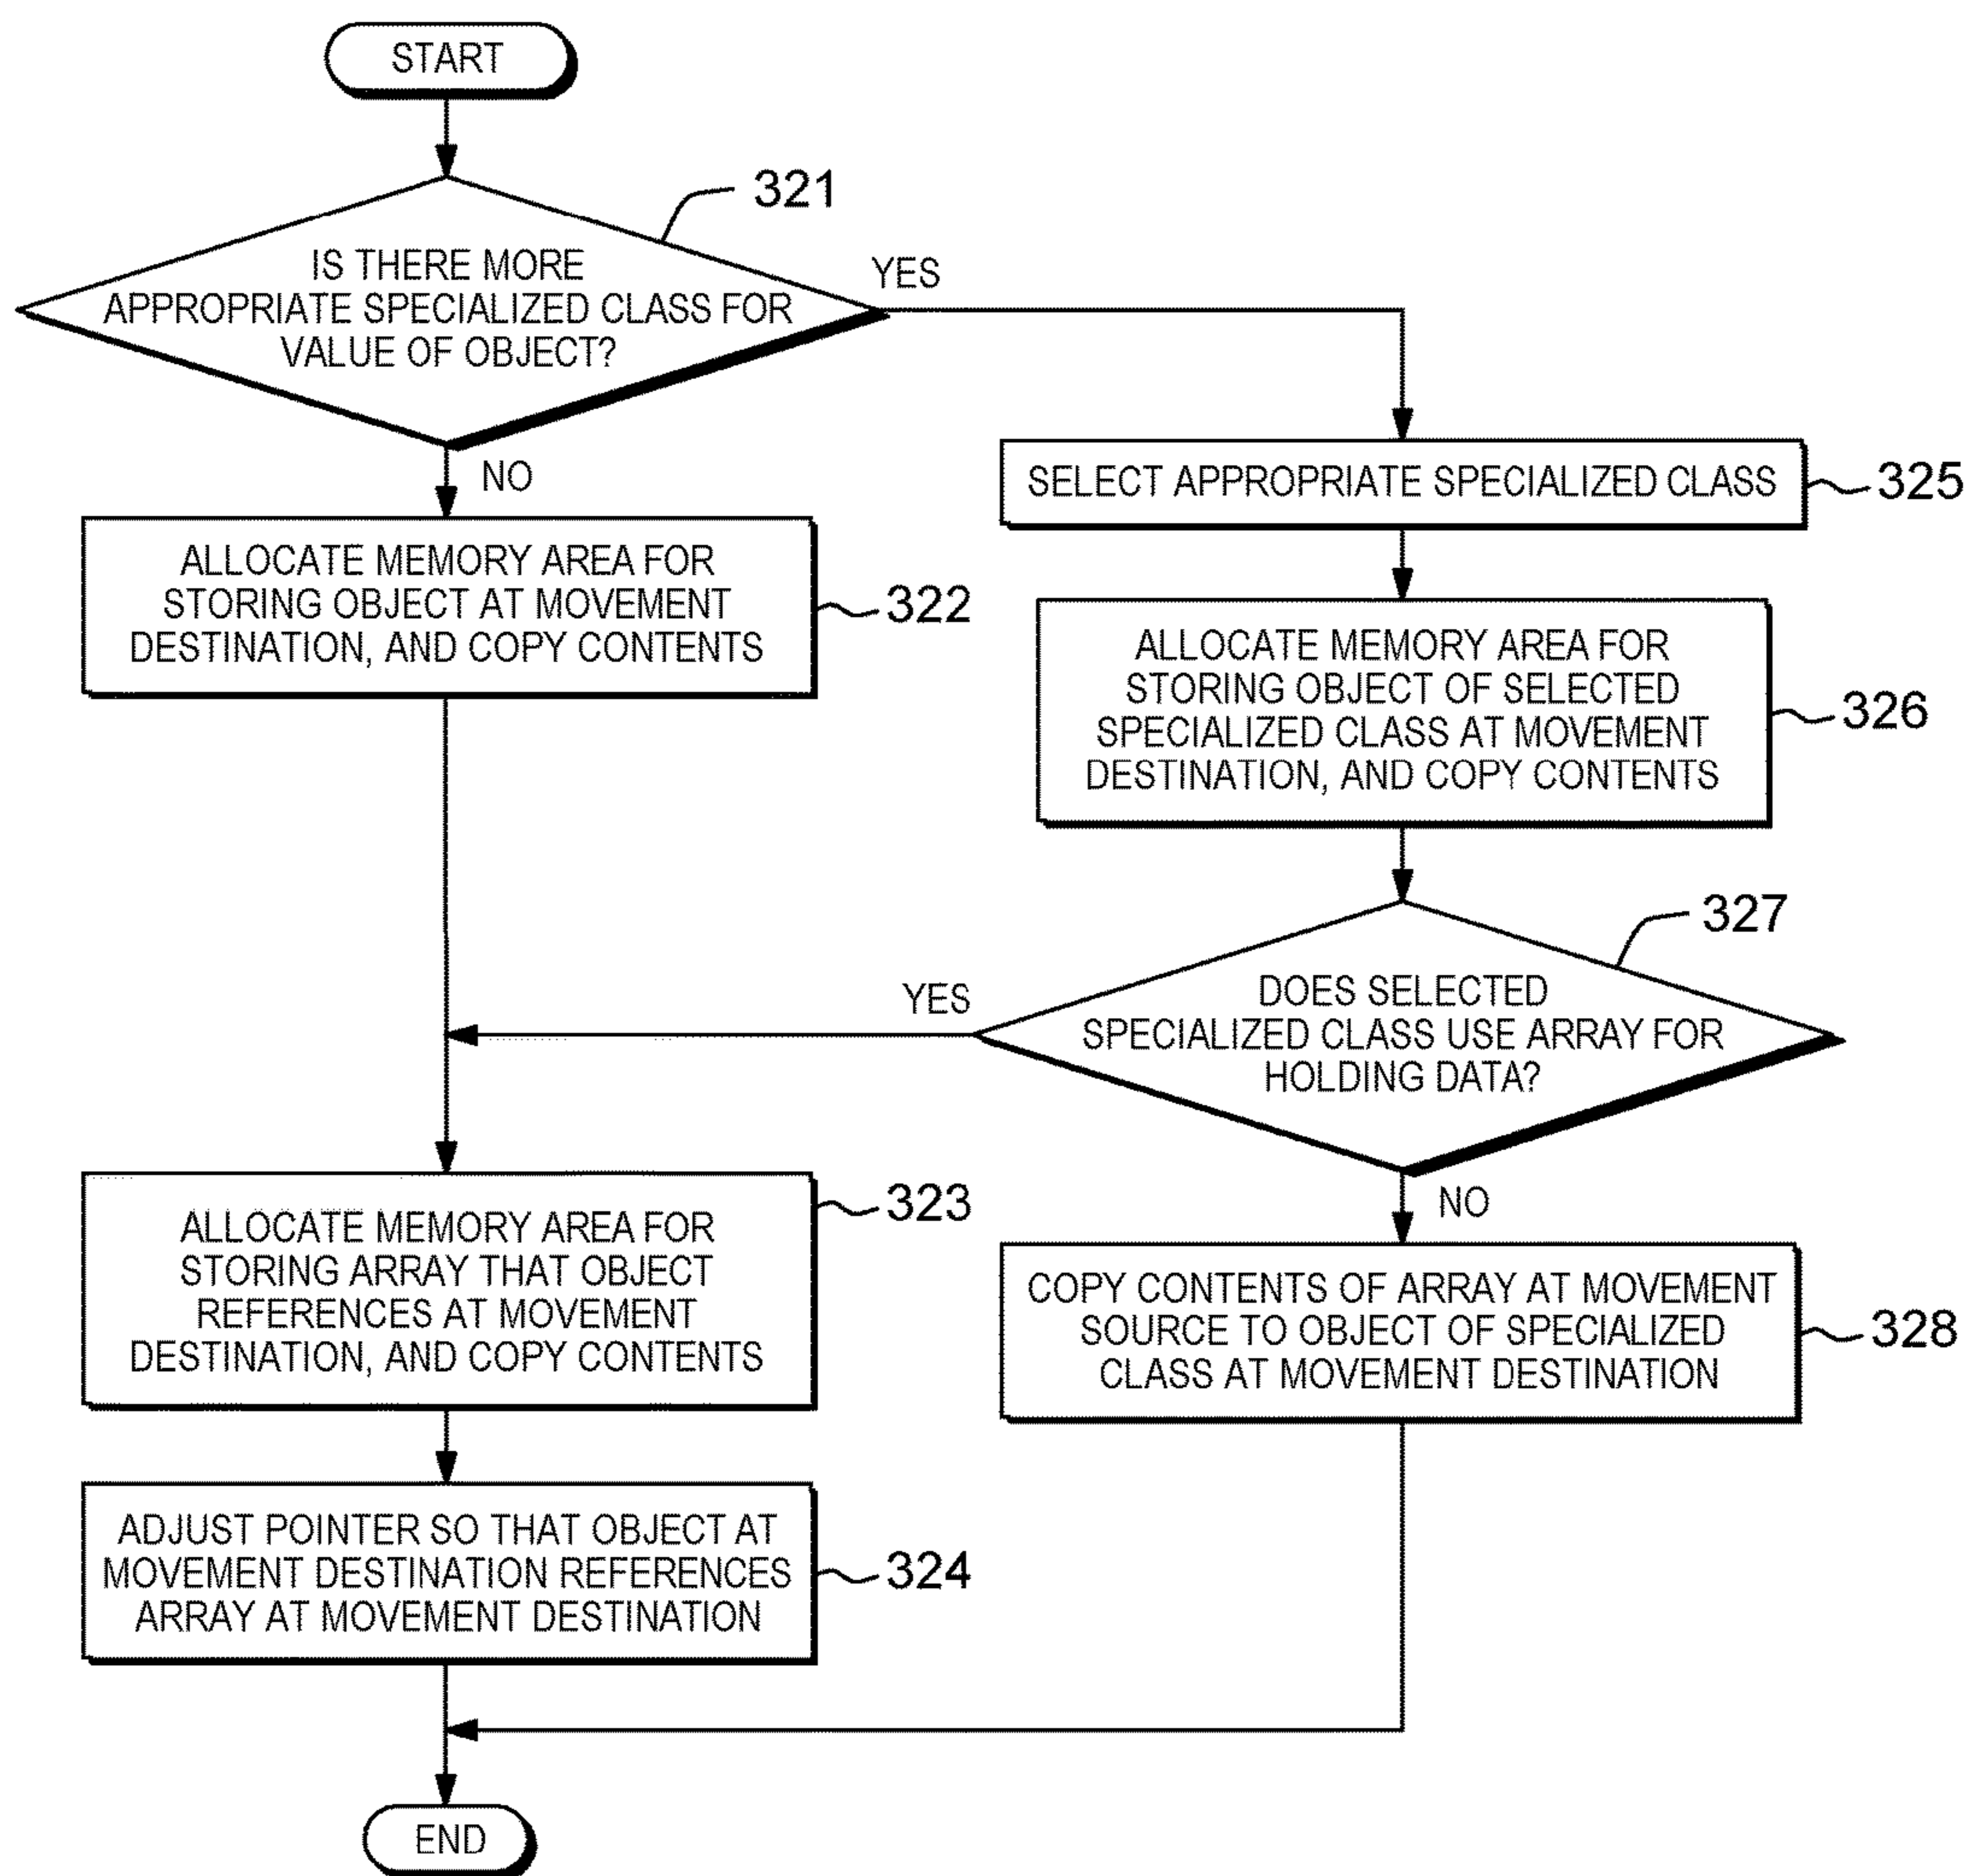 START
321
IS THERE MORE
APPROPRIATE SPECIALIZED CLASS FOR
VALUE OF OBJECT?
YES
NO
SELECT APPROPRIATE SPECIALIZED CLASS
325
ALLOCATE MEMORY AREA FOR
STORING OBJECT AT MOVEMENT
DESTINATION, AND COPY CONTENTS
322
ALLOCATE MEMORY AREA FOR
STORING OBJECT OF SELECTED
SPECIALIZED CLASS AT MOVEMENT
DESTINATION, AND COPY CONTENTS
326
327
DOES SELECTED
SPECIALIZED CLASS USE ARRAY FOR
HOLDING DATA?
YES
NO
ALLOCATE MEMORY AREA FOR
STORING ARRAY THAT OBJECT
REFERENCES AT MOVEMENT
DESTINATION, AND COPY CONTENTS
323
COPY CONTENTS OF ARRAY AT MOVEMENT
SOURCE TO OBJECT OF SPECIALIZED
CLASS AT MOVEMENT DESTINATION
328
ADJUST POINTER SO THAT OBJECT AT
MOVEMENT DESTINATION REFERENCES
ARRAY AT MOVEMENT DESTINATION
324
END